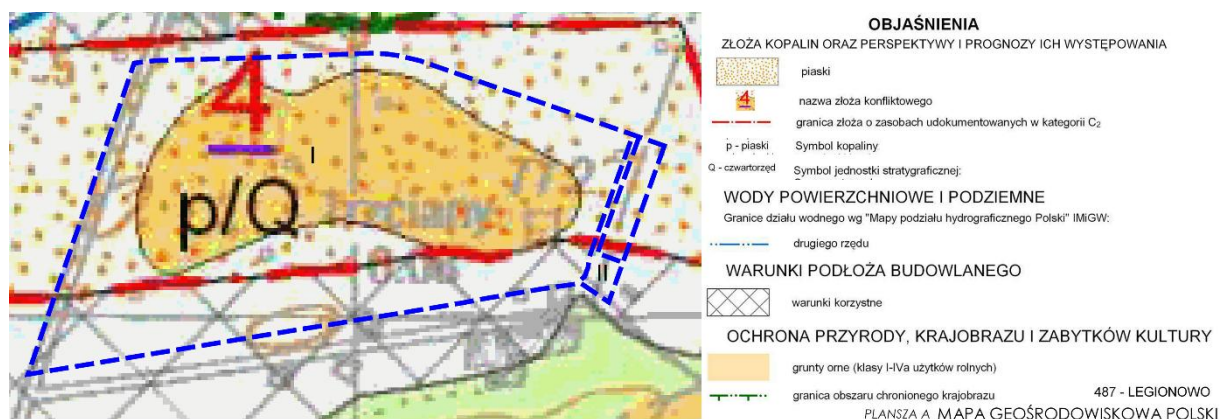 4
I
p/Q
II
OBJAŚNIENIA
ZŁOŻA KOPALIN ORAZ PERSPEKTYWY I PROGNOZY ICH WYSTĘPOWANIA
piaski
4
nazwa złoża konfliktowego
granica złoża o zasobach udokumentowanych w kategorii C₂
p - piaski Symbol kopaliny
Q - czwartorzęd Symbol jednostki stratygraficznej:
WODY POWIERZCHNIOWE I PODZIEMNE
Granice działu wodnego wg "Mapy podziału hydrograficznego Polski" IMiGW:
drugiego rzędu
WARUNKI PODŁOŻA BUDOWLANEGO
warunki korzystne
OCHRONA PRZYRODY, KRAJOBRAZU I ZABYTKÓW KULTURY
grunty orne (klasy I-IVa użytków rolnych)
granica obszaru chronionego krajobrazu
487 - LEGIONOWO
PLANSZA A MAPA GEOŚRODOWISKOWA POLSKI